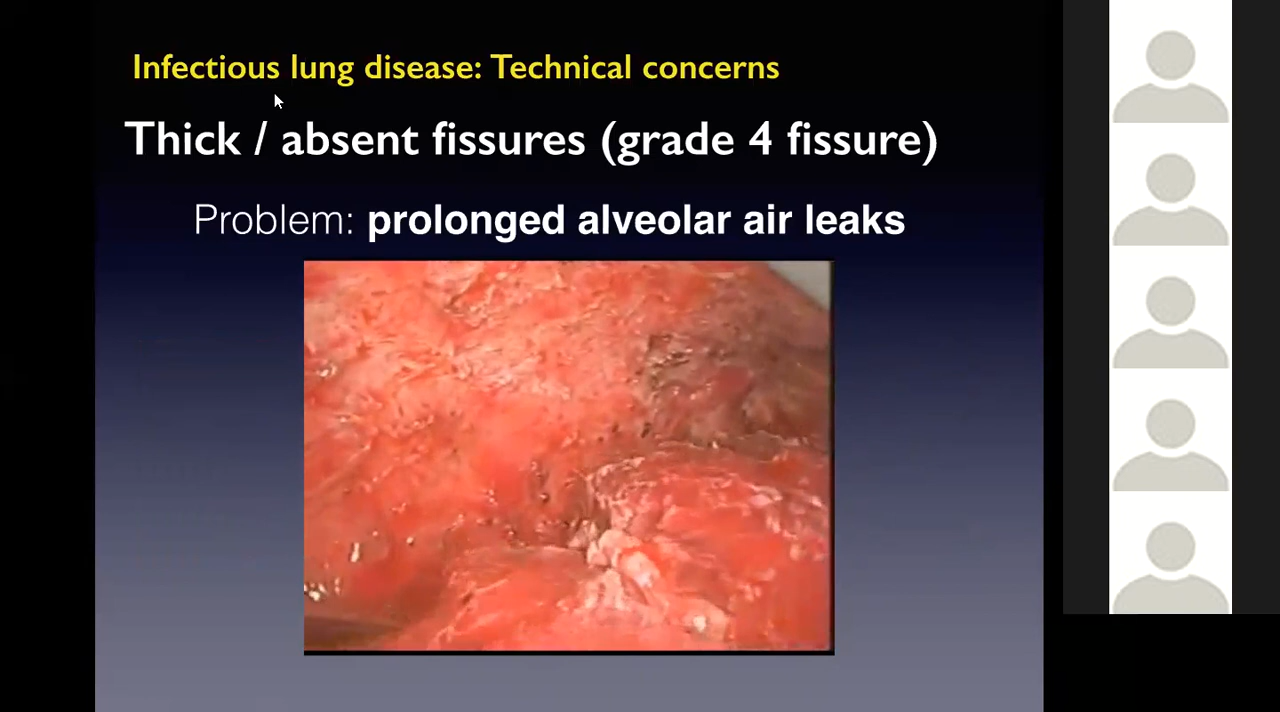 Infectious lung disease: Technical concerns
Thick / absent fissures (grade 4 fissure)
Problem: prolonged alveolar air leaks